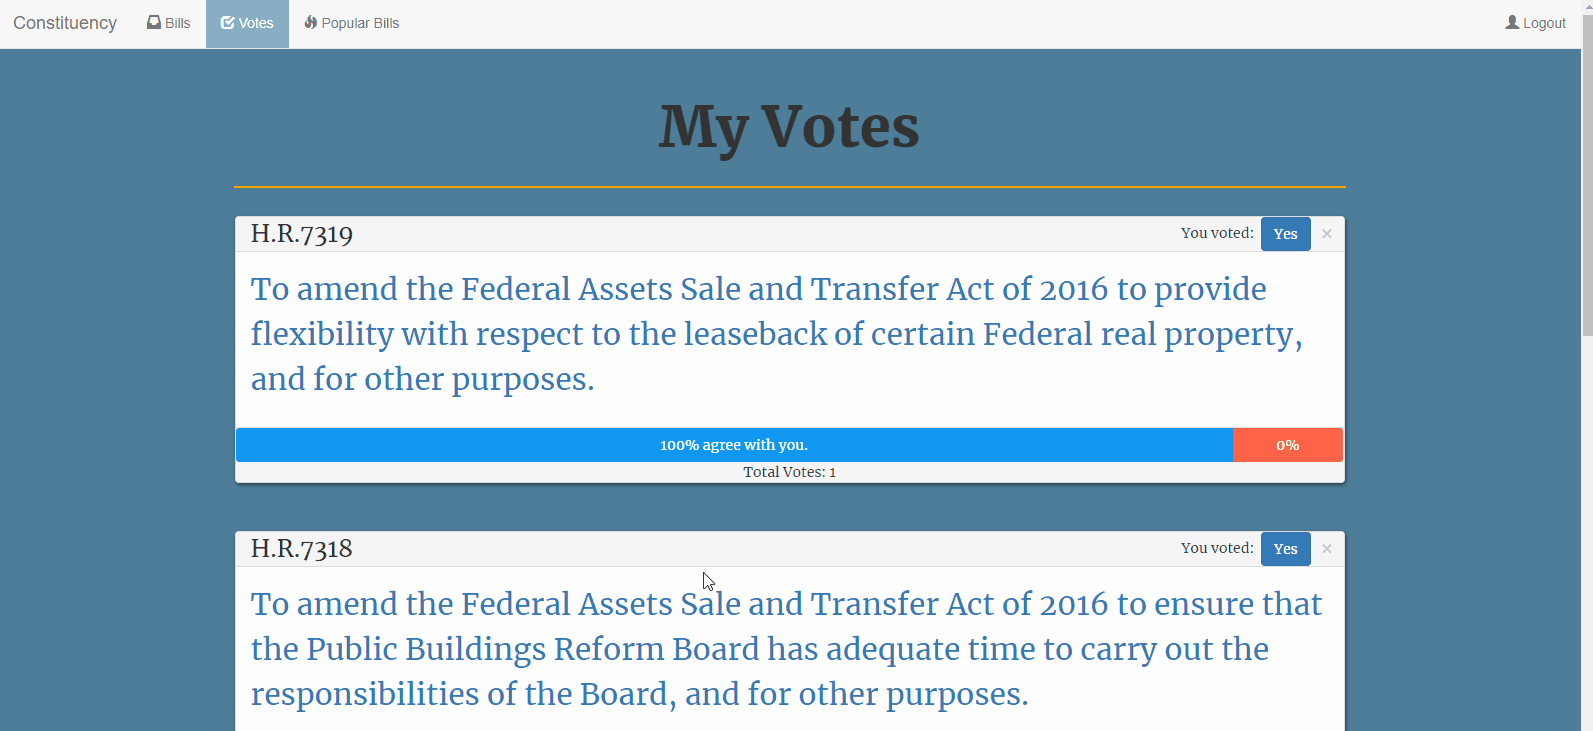 Constituency Bills Votes Popular Bills Logout
My Votes
H.R.7319 You voted: Yes ×
To amend the Federal Assets Sale and Transfer Act of 2016 to provide
flexibility with respect to the leaseback of certain Federal real property,
and for other purposes.
100% agree with you. 0%
Total Votes: 1
H.R.7318 You voted: Yes ×
To amend the Federal Assets Sale and Transfer Act of 2016 to ensure that
the Public Buildings Reform Board has adequate time to carry out the
responsibilities of the Board, and for other purposes.